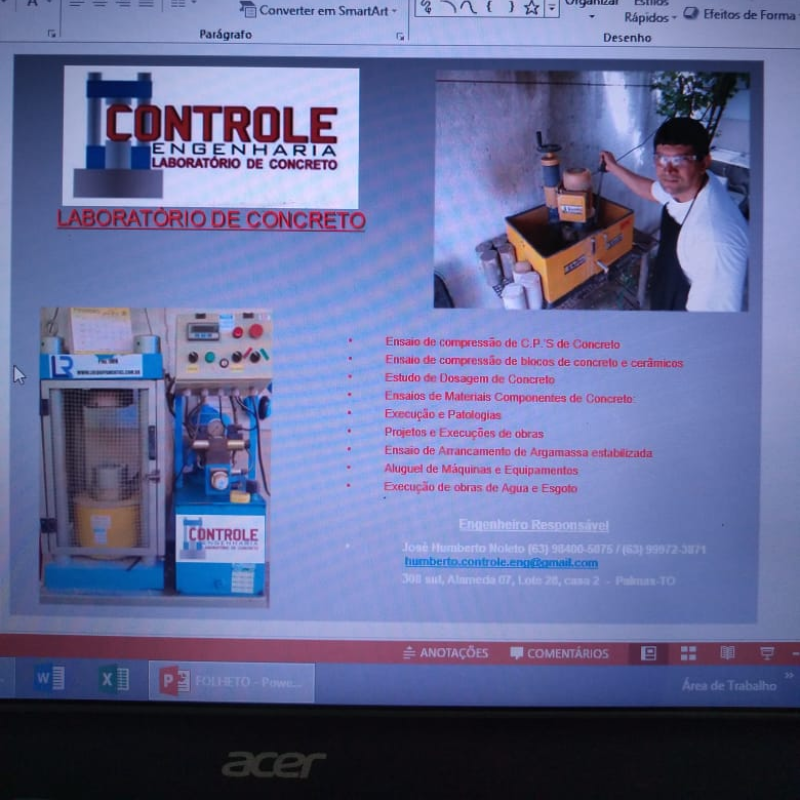 Converter em SmartArt
Organizar
Estilos
Rápidos
Efeitos de Forma
Parágrafo
Desenho
CONTROLE
ENGENHARIA
LABORATÓRIO DE CONCRETO
LABORATÓRIO DE CONCRETO
LR
CONTROLE
ENGENHARIA
LABORATÓRIO DE CONCRETO
• Ensaio de compressão de C.P.'S de Concreto
• Ensaio de compressão de blocos de concreto e cerâmicos
• Estudo de Dosagem de Concreto
• Ensaios de Materiais Componentes de Concreto:
• Execução e Patologias
• Projetos e Execuções de obras
• Ensaio de Arrancamento de Argamassa estabilizada
• Aluguel de Máquinas e Equipamentos
• Execução de obras de Agua e Esgoto
Engenheiro Responsável
José Humberto Noleto (63) 98400-5075 / (63) 99972-3871
humberto.controle.eng@gmail.com
308 sul, Alameda 07, Lote 28, casa 2 - Palmas-TO
ANOTAÇÕES
COMENTÁRIOS
FOLHETO - Powe...
Área de Trabalho
acer